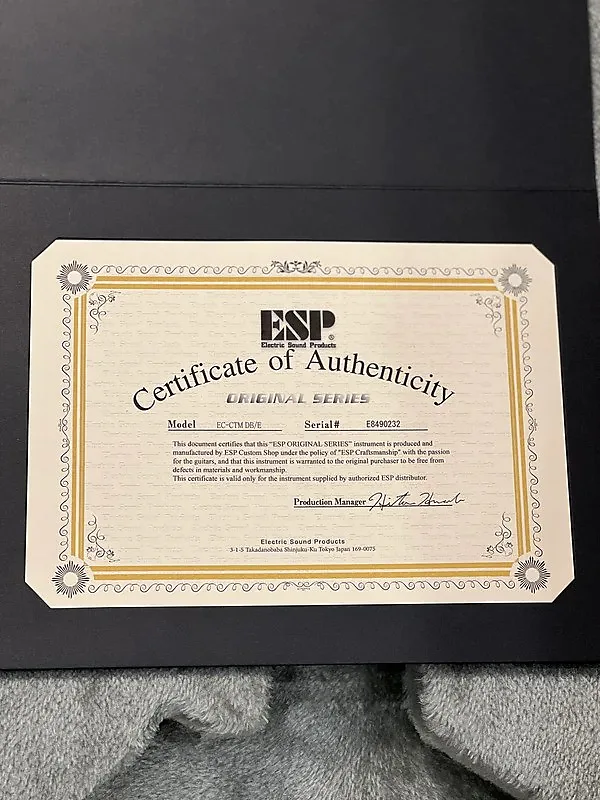 ESP®
Electric Sound Products
Certificate of Authenticity
ORIGINAL SERIES
Model EC-CTM DB/E Serial# E8490232
This document certifies that this "ESP ORIGINAL SERIES" instrument is produced and
manufactured by ESP Custom Shop under the policy of "ESP Craftsmanship" with the passion
for the guitars, and that this instrument is warranted to the original purchaser to be free from
defects in materials and workmanship.
This certificate is valid only for the instrument supplied by authorized ESP distributor.
Production Manager
Electric Sound Products
3-1-5 Takadanobaba Shinjuku-Ku Tokyo Japan 169-0075